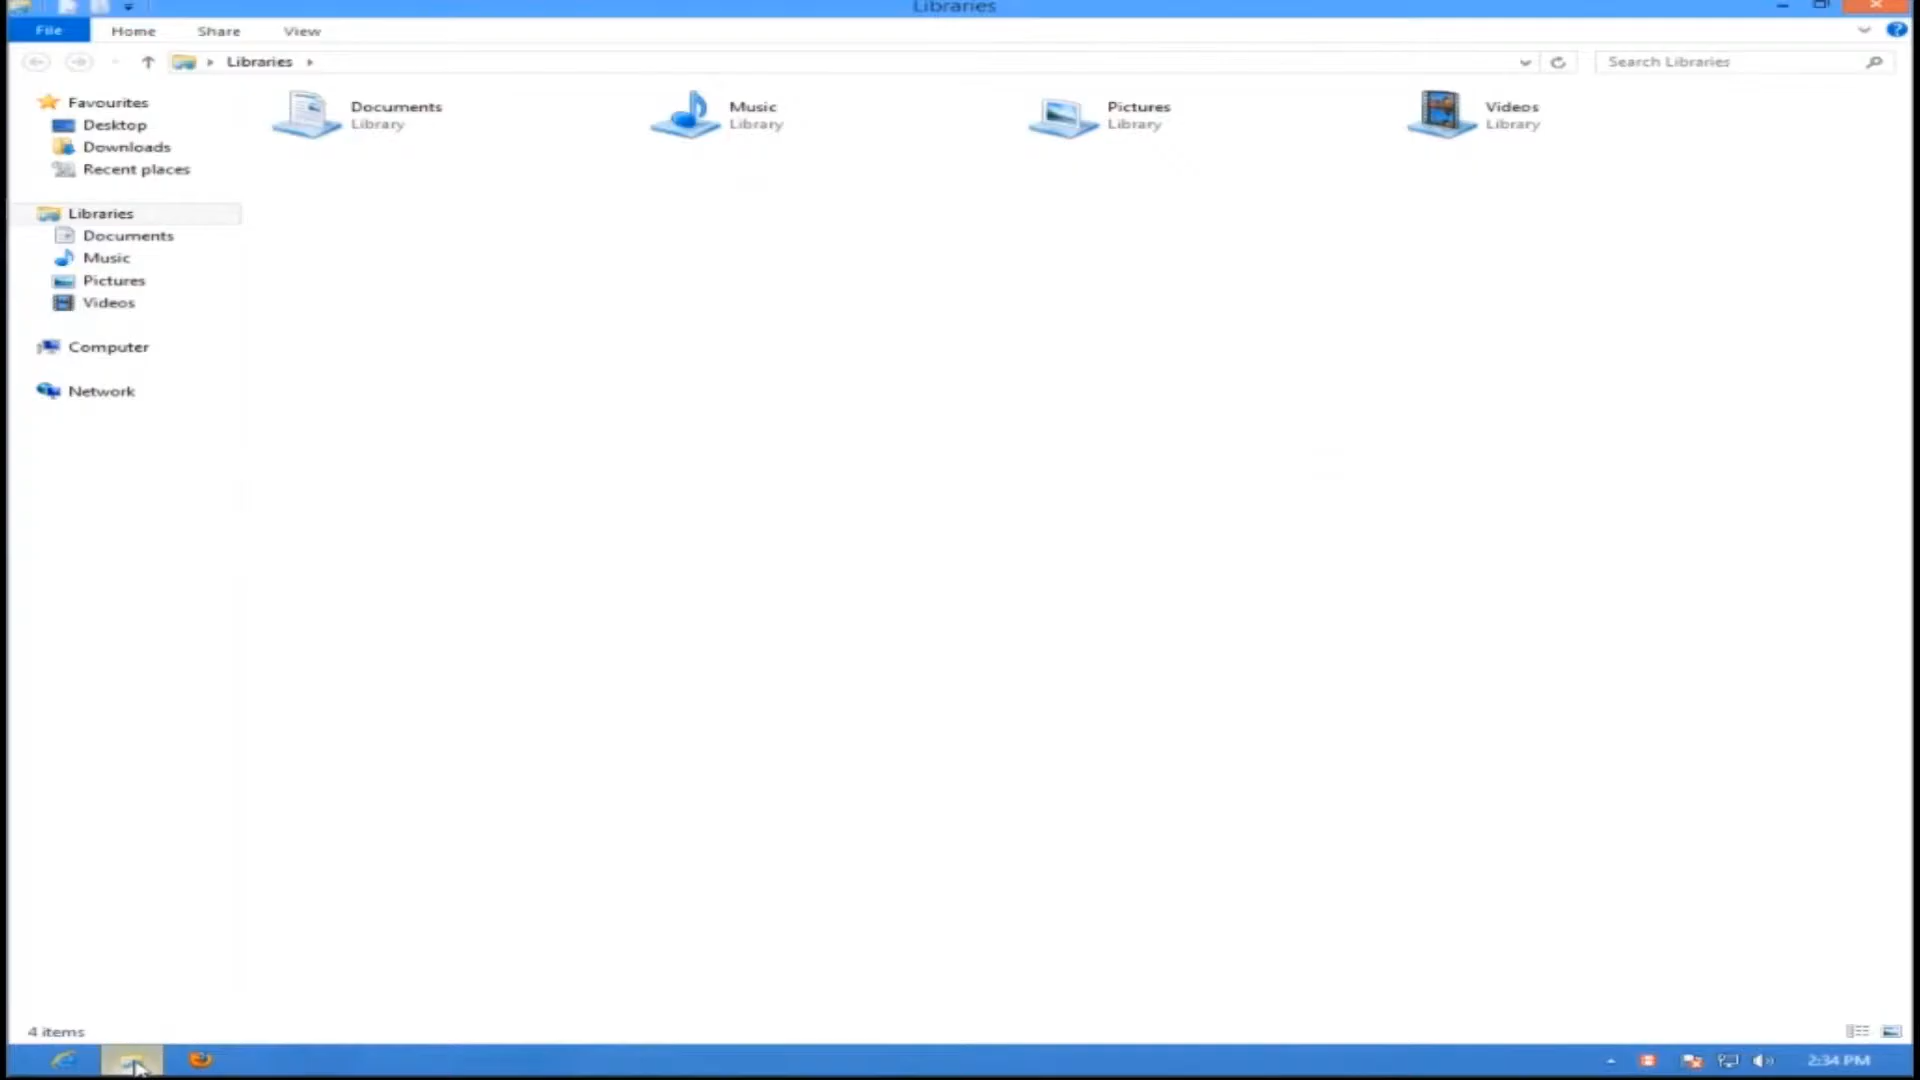 Libraries
File Home Share View
Libraries
Search Libraries
Favourites
Desktop
Downloads
Recent places
Libraries
Documents
Music
Pictures
Videos
Computer
Network
Documents
Library
Music
Library
Pictures
Library
Videos
Library
4 items
2:34 PM